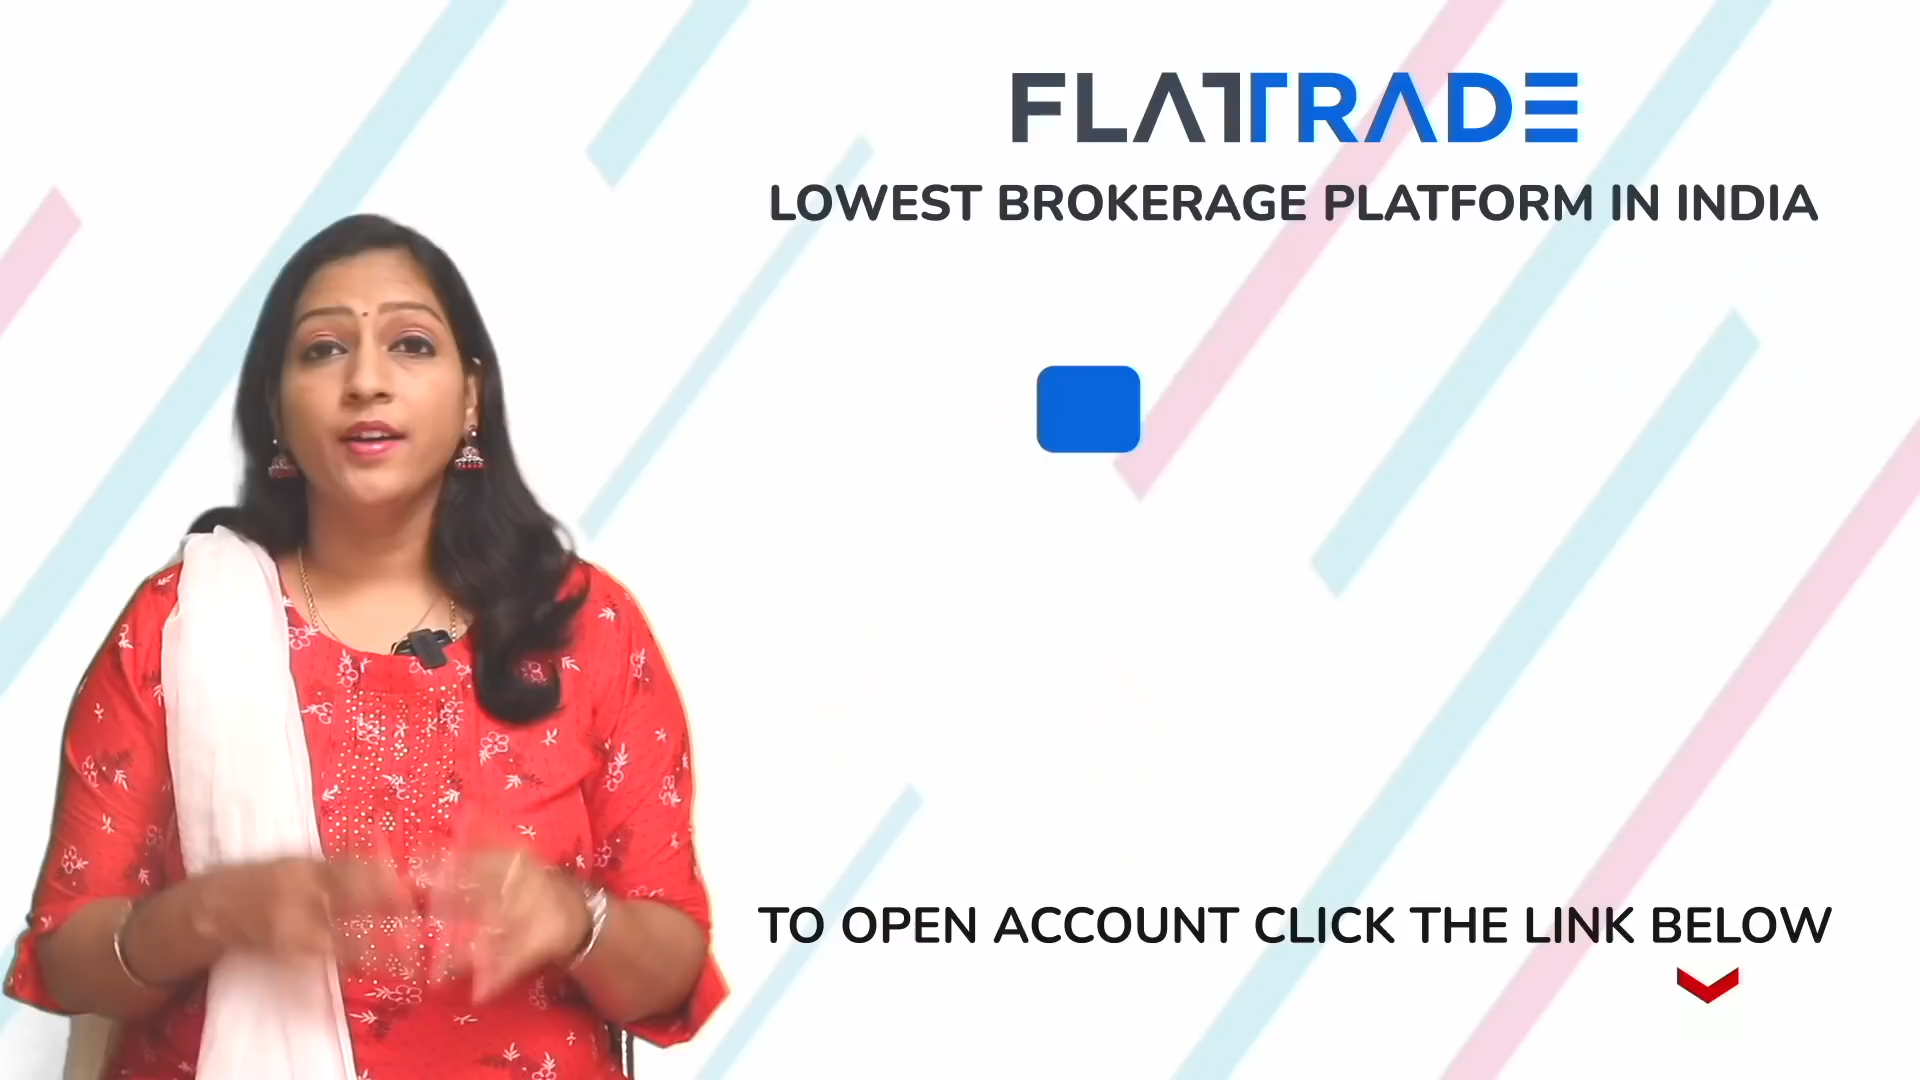 FLATTRADE
LOWEST BROKERAGE PLATFORM IN INDIA
TO OPEN ACCOUNT CLICK THE LINK BELOW